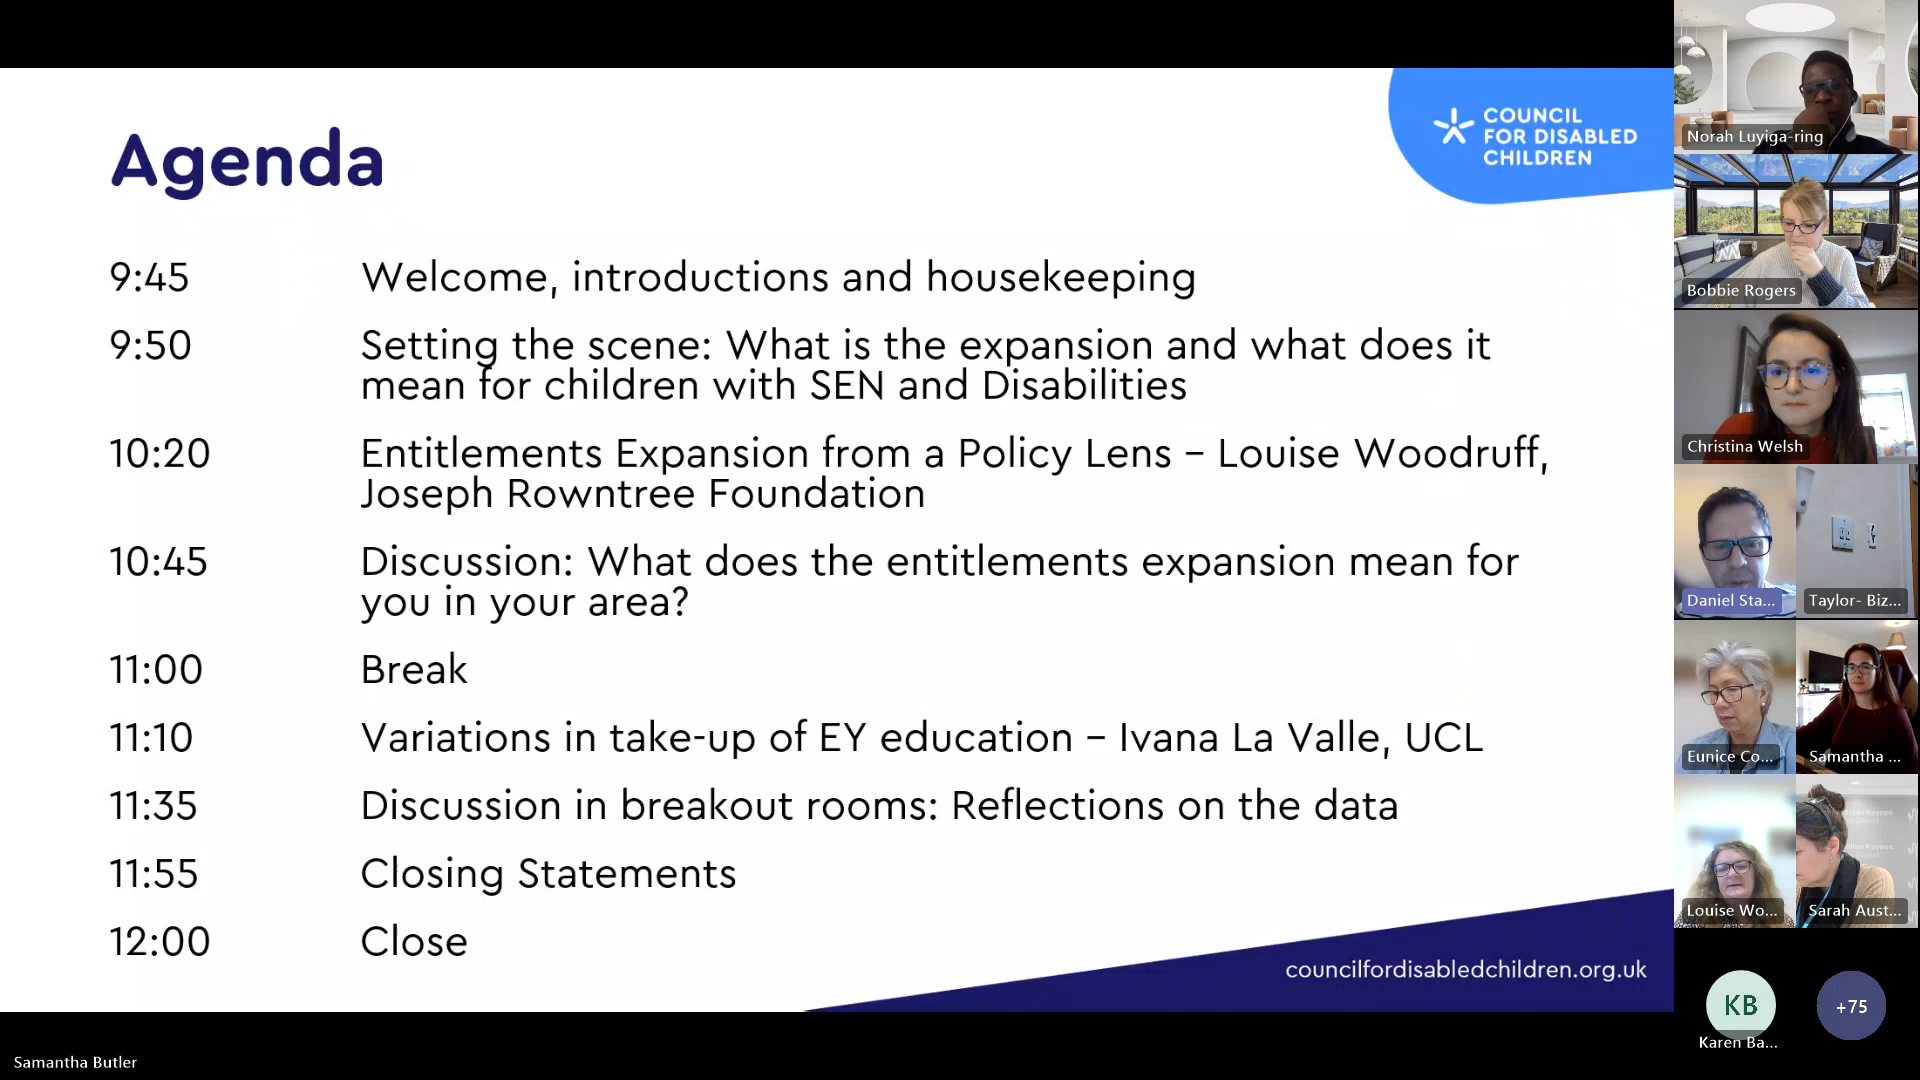 Agenda
COUNCIL
FOR DISABLED
CHILDREN
9:45 Welcome, introductions and housekeeping
9:50 Setting the scene: What is the expansion and what does it
mean for children with SEN and Disabilities
10:20 Entitlements Expansion from a Policy Lens – Louise Woodruff,
Joseph Rowntree Foundation
10:45 Discussion: What does the entitlements expansion mean for
you in your area?
11:00 Break
11:10 Variations in take-up of EY education – Ivana La Valle, UCL
11:35 Discussion in breakout rooms: Reflections on the data
11:55 Closing Statements
12:00 Close
councilfordisabledchildren.org.uk
Samantha Butler
Norah Luyiga-ring
Bobbie Rogers
Christina Welsh
Daniel Sta...
Taylor- Biz...
Eunice Co...
Samantha ...
Louise Wo...
Sarah Aust...
KB
Karen Ba...
+75